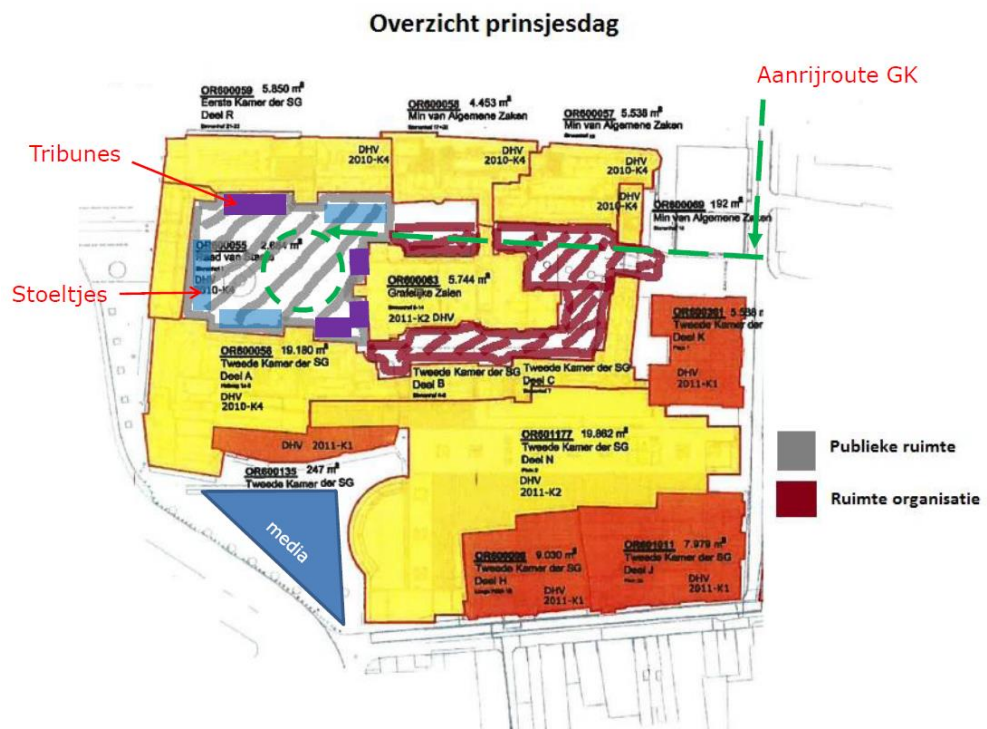 Overzicht prinsjesdag
Aanrijroute GK
OR600059 5.850 m²
Eerste Kamer der SG
Deel R
OR600058 4.453 m²
Min van Algemene Zaken
OR600057 5.538 m²
Min van Algemene Zaken
Tribunes
DHV
2010-K4
DHV
2010-K4
DHV
2010-K4
DHV
2010-K4
OR600069 192 m²
Min van Algemene Zaken
OR600055
Raad van
DHV
2010-K4
Stoeltjes
OR600063 5.744 m²
Grafelijke Zalen
2011-K2 DHV
OR600056 19.180 m²
Tweede Kamer der SG
Deel A
DHV
2010-K4
Tweede Kamer der SG
Deel B
Tweede Kamer der SG
Deel C
Tweede Kamer der
Deel K
DHV
2011-K1
DHV 2011-K1
OR600135 247 m²
Tweede Kamer der SG
OR601177 19.862 m²
Tweede Kamer der SG
Deel N
DHV
2011-K2
Publieke ruimte
Ruimte organisatie
media
9.030 m²
Tweede Kamer der SG
Deel H
DHV
2011-K1
OR601011 7.979 m²
Tweede Kamer der SG
Deel J
DHV
2011-K1